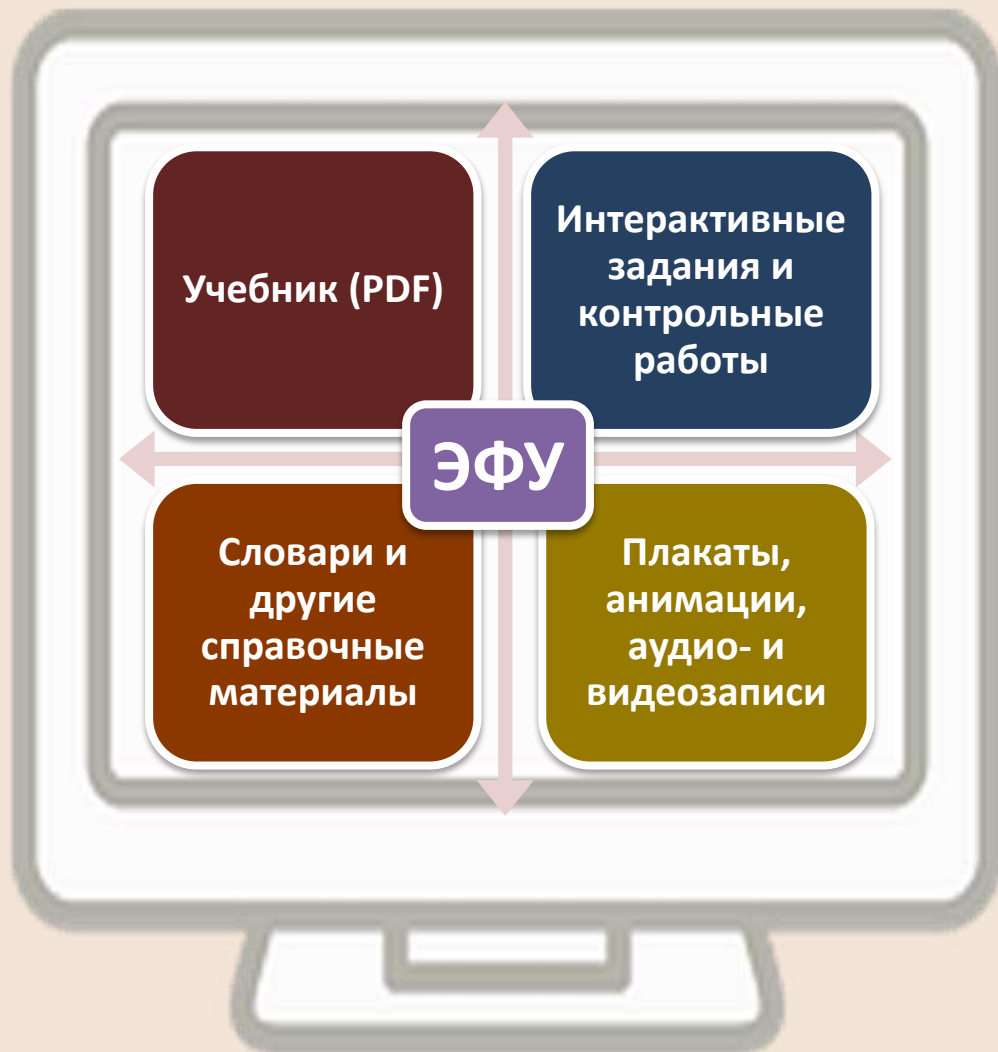 Учебник (PDF)
Интерактивные
задания и
контрольные
работы
ЭФУ
Словари и
другие
справочные
материалы
Плакаты,
анимации,
аудио- и
видеозаписи